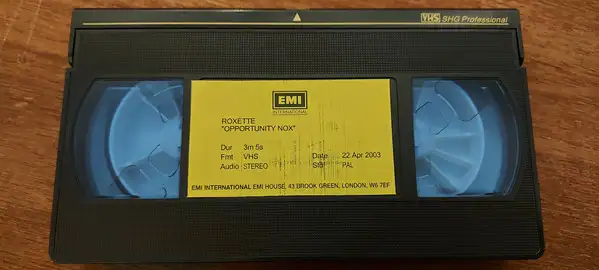 VHS SHG Professional
EMI
INTERNATIONAL
ROXETTE
"OPPORTUNITY NOX"
Dur 3m 5s
Fmt VHS Date 22 Apr 2003
Audio STEREO Std PAL
EMI INTERNATIONAL EMI HOUSE, 43 BROOK GREEN, LONDON, W6 7EF